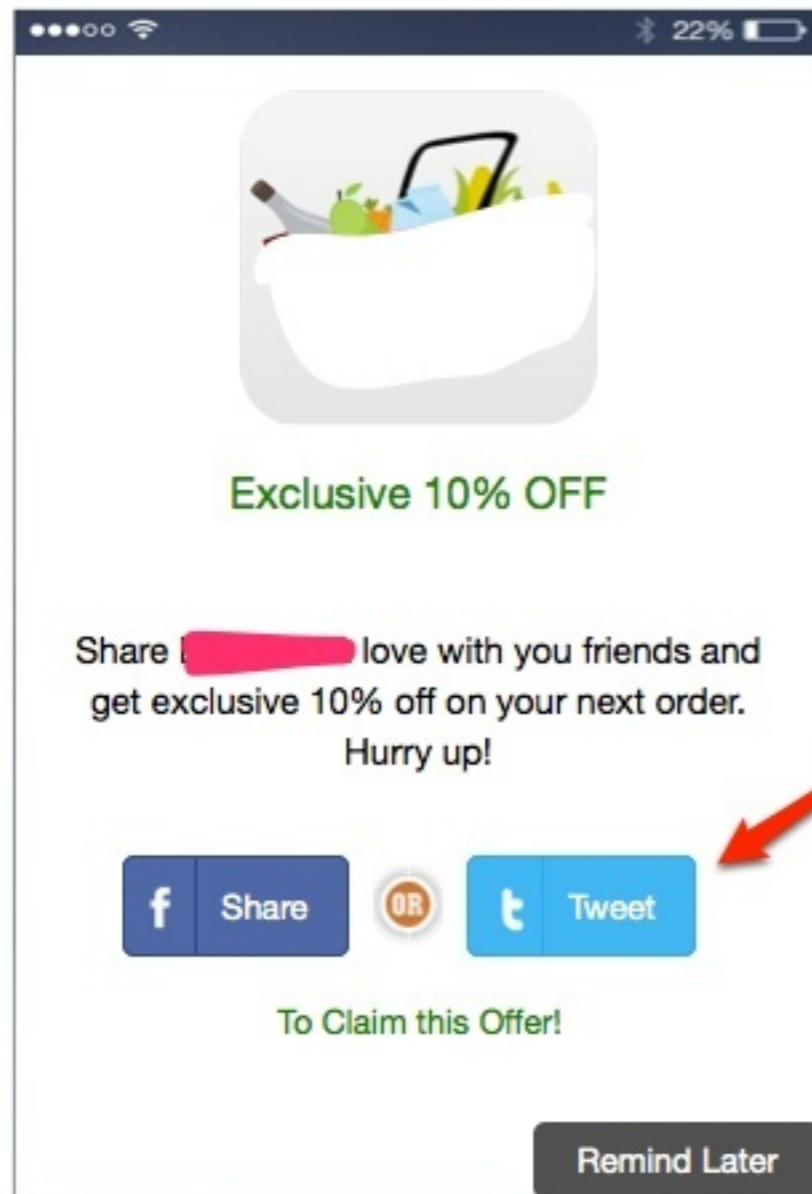 22%
Exclusive 10% OFF
Share love with you friends and
get exclusive 10% off on your next order.
Hurry up!
f Share OR t Tweet
To Claim this Offer!
Remind Later